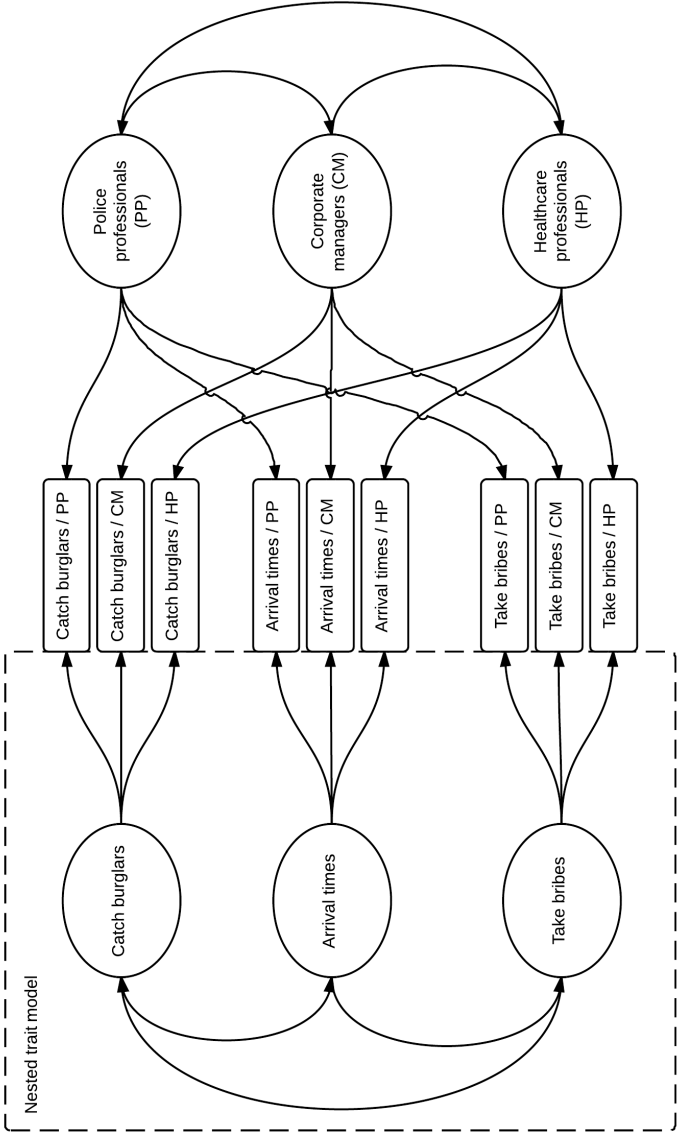 Police
professionals
(PP)
Corporate
managers (CM)
Healthcare
professionals
(HP)
Catch burglars / PP
Catch burglars / CM
Catch burglars / HP
Arrival times / PP
Arrival times / CM
Arrival times / HP
Take bribes / PP
Take bribes / CM
Take bribes / HP
Catch burglars
Arrival times
Take bribes
Nested trait model